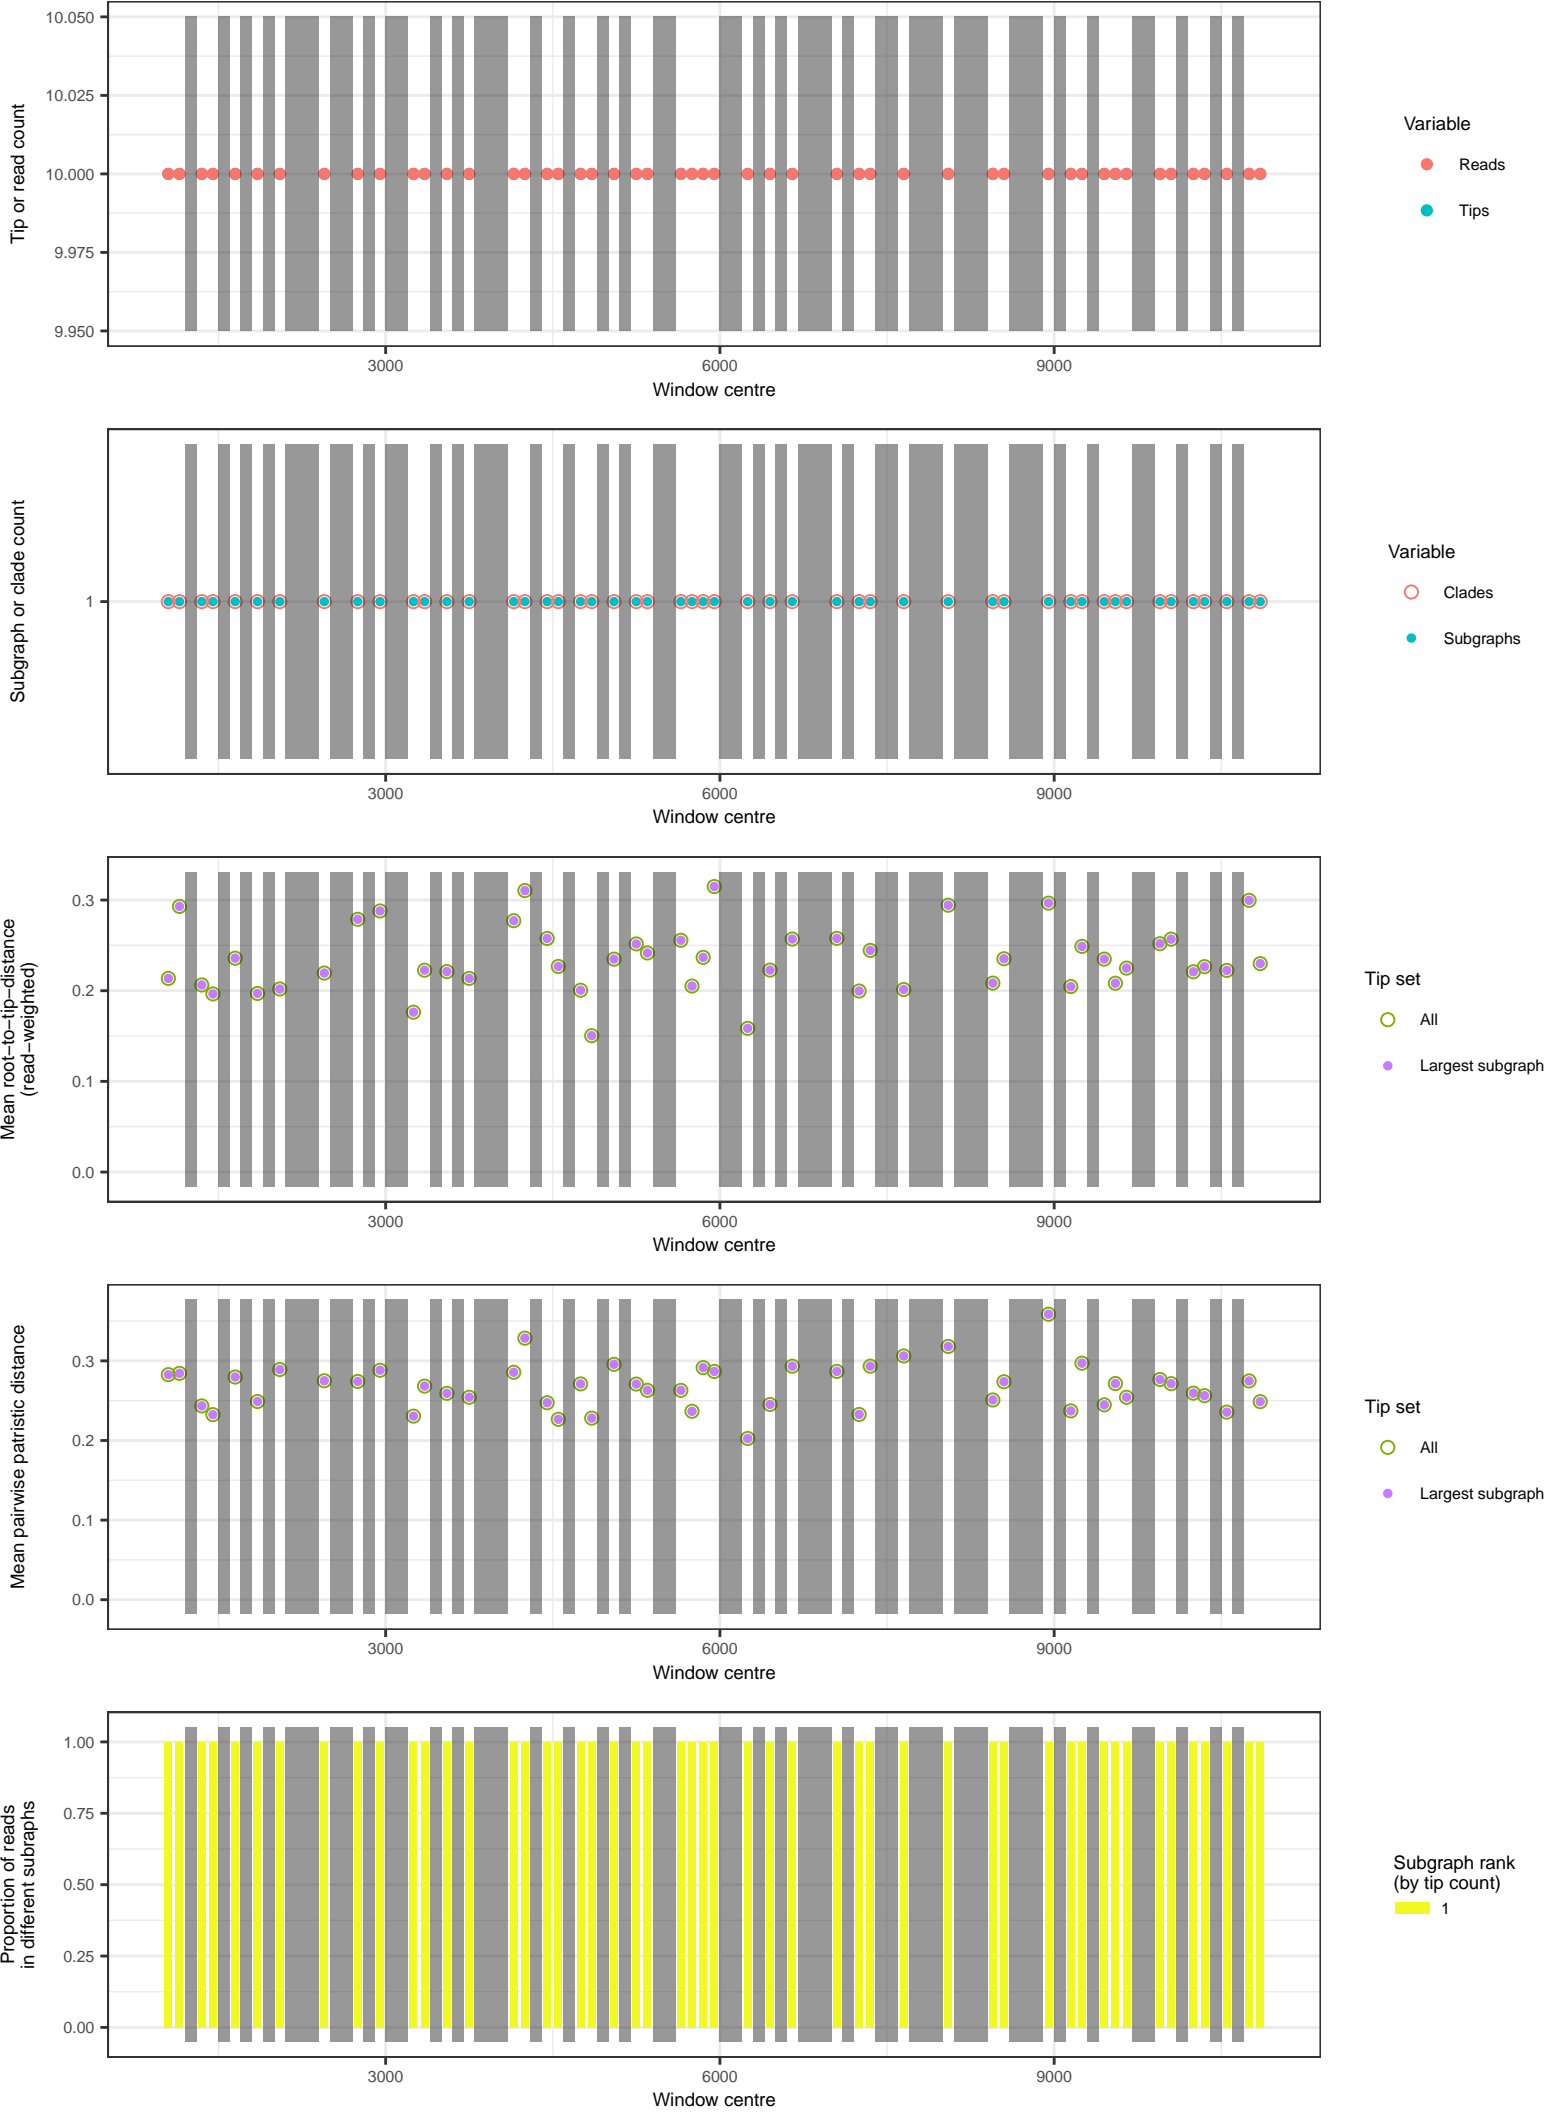 10.050
10.025
10.000
9.975
9.950
Tip or read count
3000
6000
9000
Window centre
Variable
Reads
Tips
1
Subgraph or clade count
3000
6000
9000
Window centre
Variable
Clades
Subgraphs
0.3
0.2
0.1
0.0
Mean root−to−tip−distance
(read−weighted)
3000
6000
9000
Window centre
Tip set
All
Largest subgraph
0.3
0.2
0.1
0.0
Mean pairwise patristic distance
3000
6000
9000
Window centre
Tip set
All
Largest subgraph
1.00
0.75
0.50
0.25
0.00
Proportion of reads
in different subraphs
3000
6000
9000
Window centre
Subgraph rank
(by tip count)
1